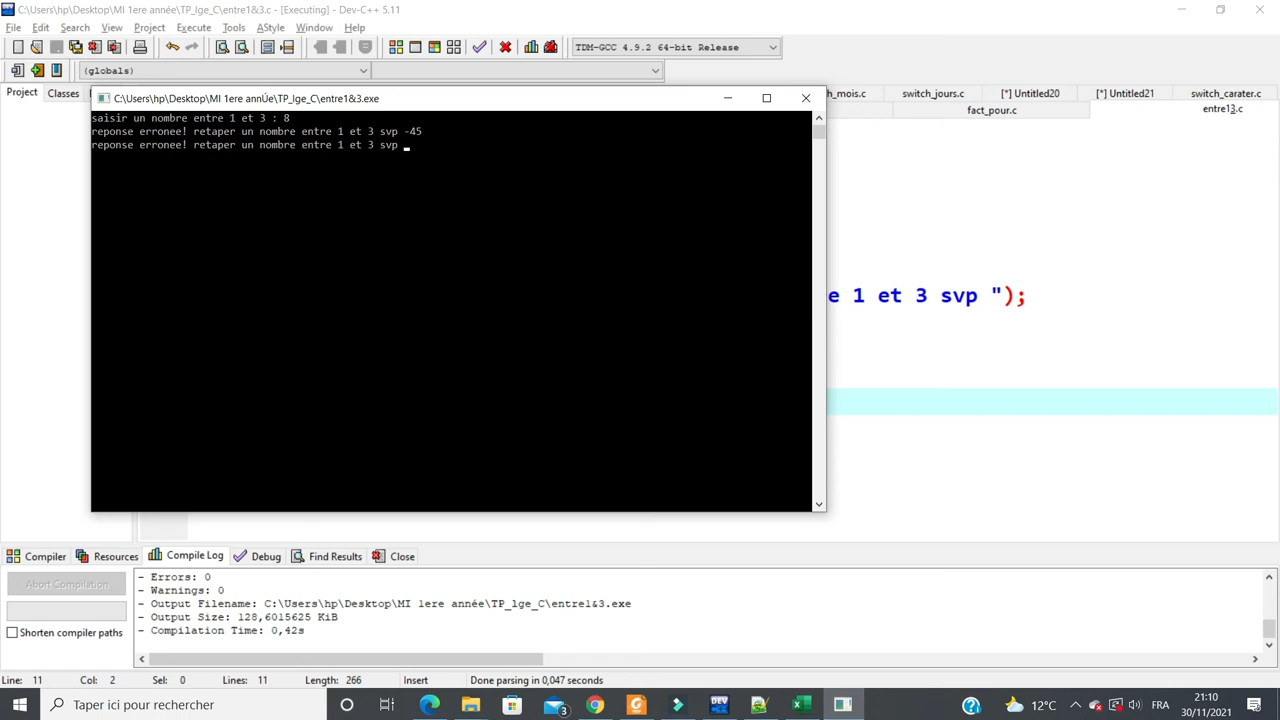 C:\Users\hp\Desktop\MI 1ere année\TP_lge_C\entre1&3.c - [Executing] - Dev-C++ 5.11
File Edit Search View Project Execute Tools AStyle Window Help
TDM-GCC 4.9.2 64-bit Release
(globals)
Project Classes
h_mois.c switch_jours.c [*] Untitled20 [*] Untitled21 switch_carater.c
fact_pour.c entre13.c
C:\Users\hp\Desktop\MI 1ere annÚe\TP_lge_C\entre1&3.exe
saisir un nombre entre 1 et 3 : 8
reponse erronee! retaper un nombre entre 1 et 3 svp -45
reponse erronee! retaper un nombre entre 1 et 3 svp _
e 1 et 3 svp ");
Compiler Resources Compile Log Debug Find Results Close
Abort Compilation
Shorten compiler paths
- Errors: 0
- Warnings: 0
- Output Filename: C:\Users\hp\Desktop\MI 1ere année\TP_lge_C\entre1&3.exe
- Output Size: 128,6015625 KiB
- Compilation Time: 0,42s
Line: 11 Col: 2 Sel: 0 Lines: 11 Length: 266 Insert Done parsing in 0,047 seconds
Taper ici pour rechercher
DEV
3
12°C
FRA
21:10
30/11/2021